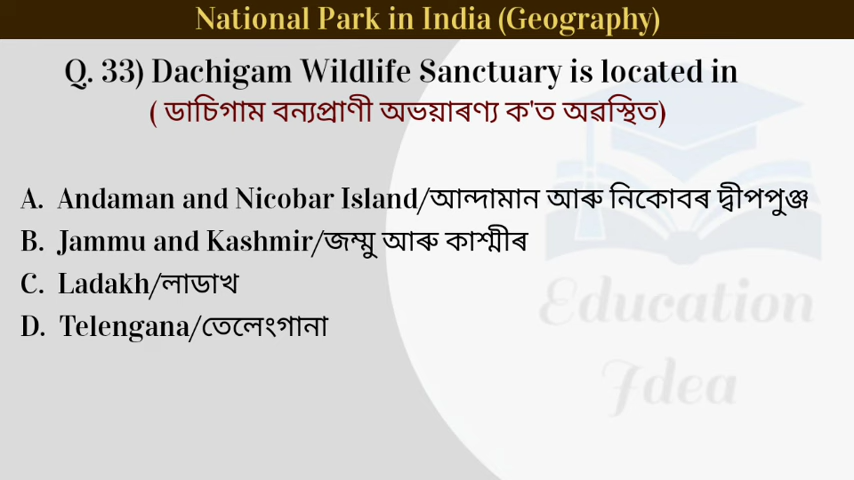 National Park in India (Geography)
Q. 33) Dachigam Wildlife Sanctuary is located in
( ডাচিগাম বন্যপ্ৰাণী অভয়াৰণ্য ক'ত অৱস্থিত)
A. Andaman and Nicobar Island/আন্দামান আৰু নিকোবৰ দ্বীপপুঞ্জ
B. Jammu and Kashmir/জম্মু আৰু কাশ্মীৰ
C. Ladakh/লাডাখ
D. Telengana/তেলেংগানা
Education
Idea